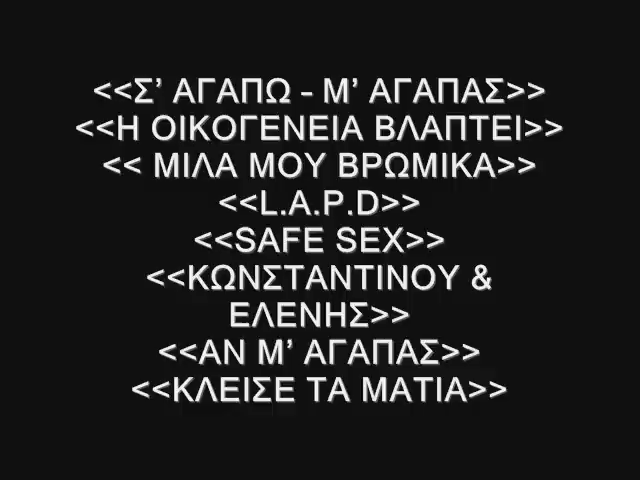 <<Σ’ ΑΓΑΠΩ – Μ’ ΑΓΑΠΑΣ>>
<<Η ΟΙΚΟΓΕΝΕΙΑ ΒΛΑΠΤΕΙ>>
<< ΜΙΛΑ ΜΟΥ ΒΡΩΜΙΚΑ>>
<<L.A.P.D>>
<<SAFE SEX>>
<<ΚΩΝΣΤΑΝΤΙΝΟΥ &
ΕΛΕΝΗΣ>>
<<ΑΝ Μ’ ΑΓΑΠΑΣ>>
<<ΚΛΕΙΣΕ ΤΑ ΜΑΤΙΑ>>